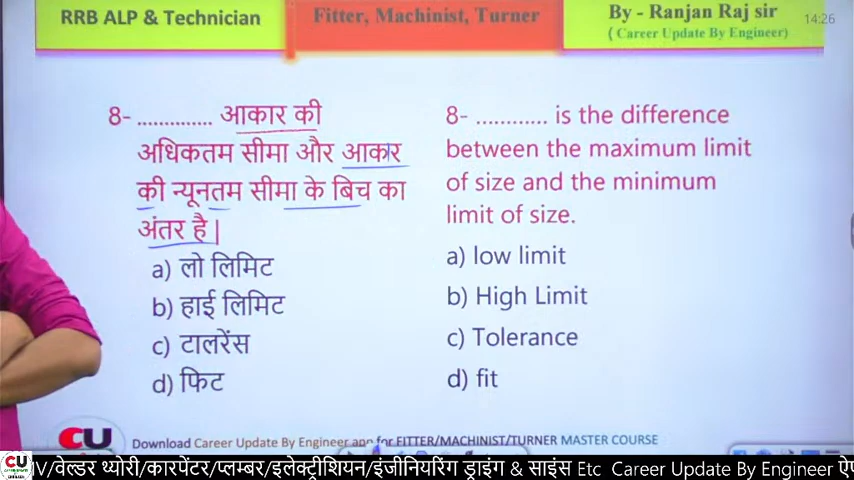 RRB ALP & Technician
Fitter, Machinist, Turner
By - Ranjan Raj sir
( Career Update By Engineer)
14:26
8- .............. आकार की
अधिकतम सीमा और आकार
की न्यूनतम सीमा के बिच का
अंतर है |
a) लो लिमिट
b) हाई लिमिट
c) टालरेंस
d) फिट
8- ............ is the difference
between the maximum limit
of size and the minimum
limit of size.
a) low limit
b) High Limit
c) Tolerance
d) fit
CU
Download Career Update By Engineer app for FITTER/MACHINIST/TURNER MASTER COURSE
CU
V/वेल्डर थ्योरी/कारपेंटर/प्लम्बर/इलेक्ट्रीशियन/इंजीनियरिंग ड्राइंग & साइंस Etc Career Update By Engineer